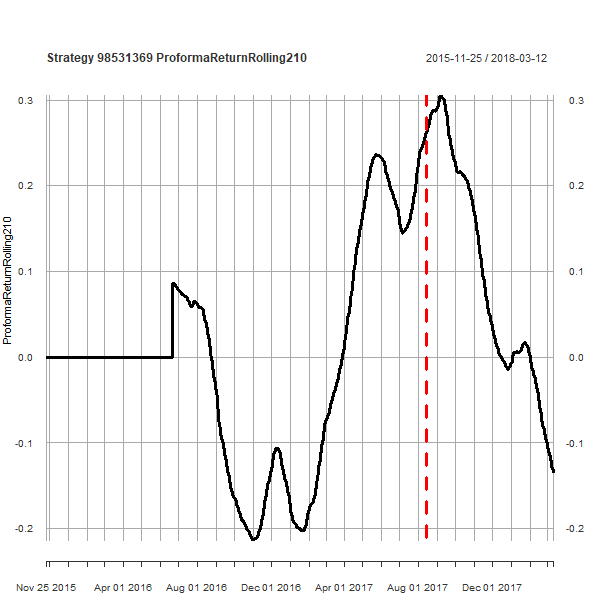 Strategy 98531369 ProformaReturnRolling210
2015-11-25 / 2018-03-12
0.3
0.3
0.2
0.2
0.1
0.1
0.0
0.0
-0.1
-0.1
-0.2
-0.2
ProformaReturnRolling210
Nov 25 2015
Apr 01 2016
Aug 01 2016
Dec 01 2016
Apr 01 2017
Aug 01 2017
Dec 01 2017